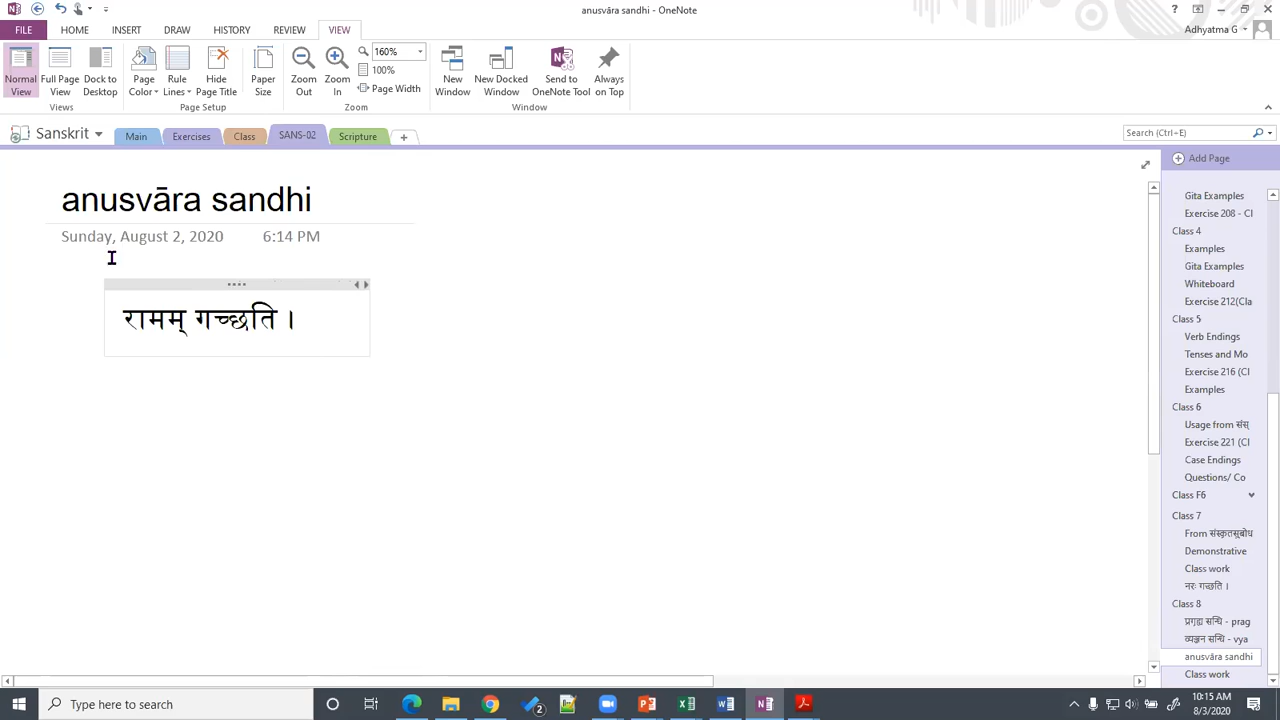 anusvāra sandhi - OneNote
FILE HOME INSERT DRAW HISTORY REVIEW VIEW
Adhyatma G
160%
100%
Page Width
Normal View
Full Page View
Dock to Desktop
Page Color
Rule Lines
Hide Page Title
Paper Size
Zoom Out
Zoom In
New Window
New Docked Window
Send to OneNote Tool
Always on Top
Views Page Setup Zoom Window
Sanskrit
Main Exercises Class SANS-02 Scripture
Search (Ctrl+E)
Add Page
anusvāra sandhi
Sunday, August 2, 2020 6:14 PM
रामम् गच्छति ।
Gita Examples
Exercise 208 - Cl
Class 4
Examples
Gita Examples
Whiteboard
Exercise 212(Cla
Class 5
Verb Endings
Tenses and Mo
Exercise 216 (Cl
Examples
Class 6
Usage from संस्
Exercise 221 (Cl
Case Endings
Questions/ Co
Class F6
Class 7
From संस्कृतसुबोध
Demonstrative
Class work
नरः गच्छति ।
Class 8
प्रगृह्य सन्धि - prag
व्यञ्जन सन्धि - vya
anusvāra sandhi
Class work
Type here to search
2
10:15 AM
8/3/2020